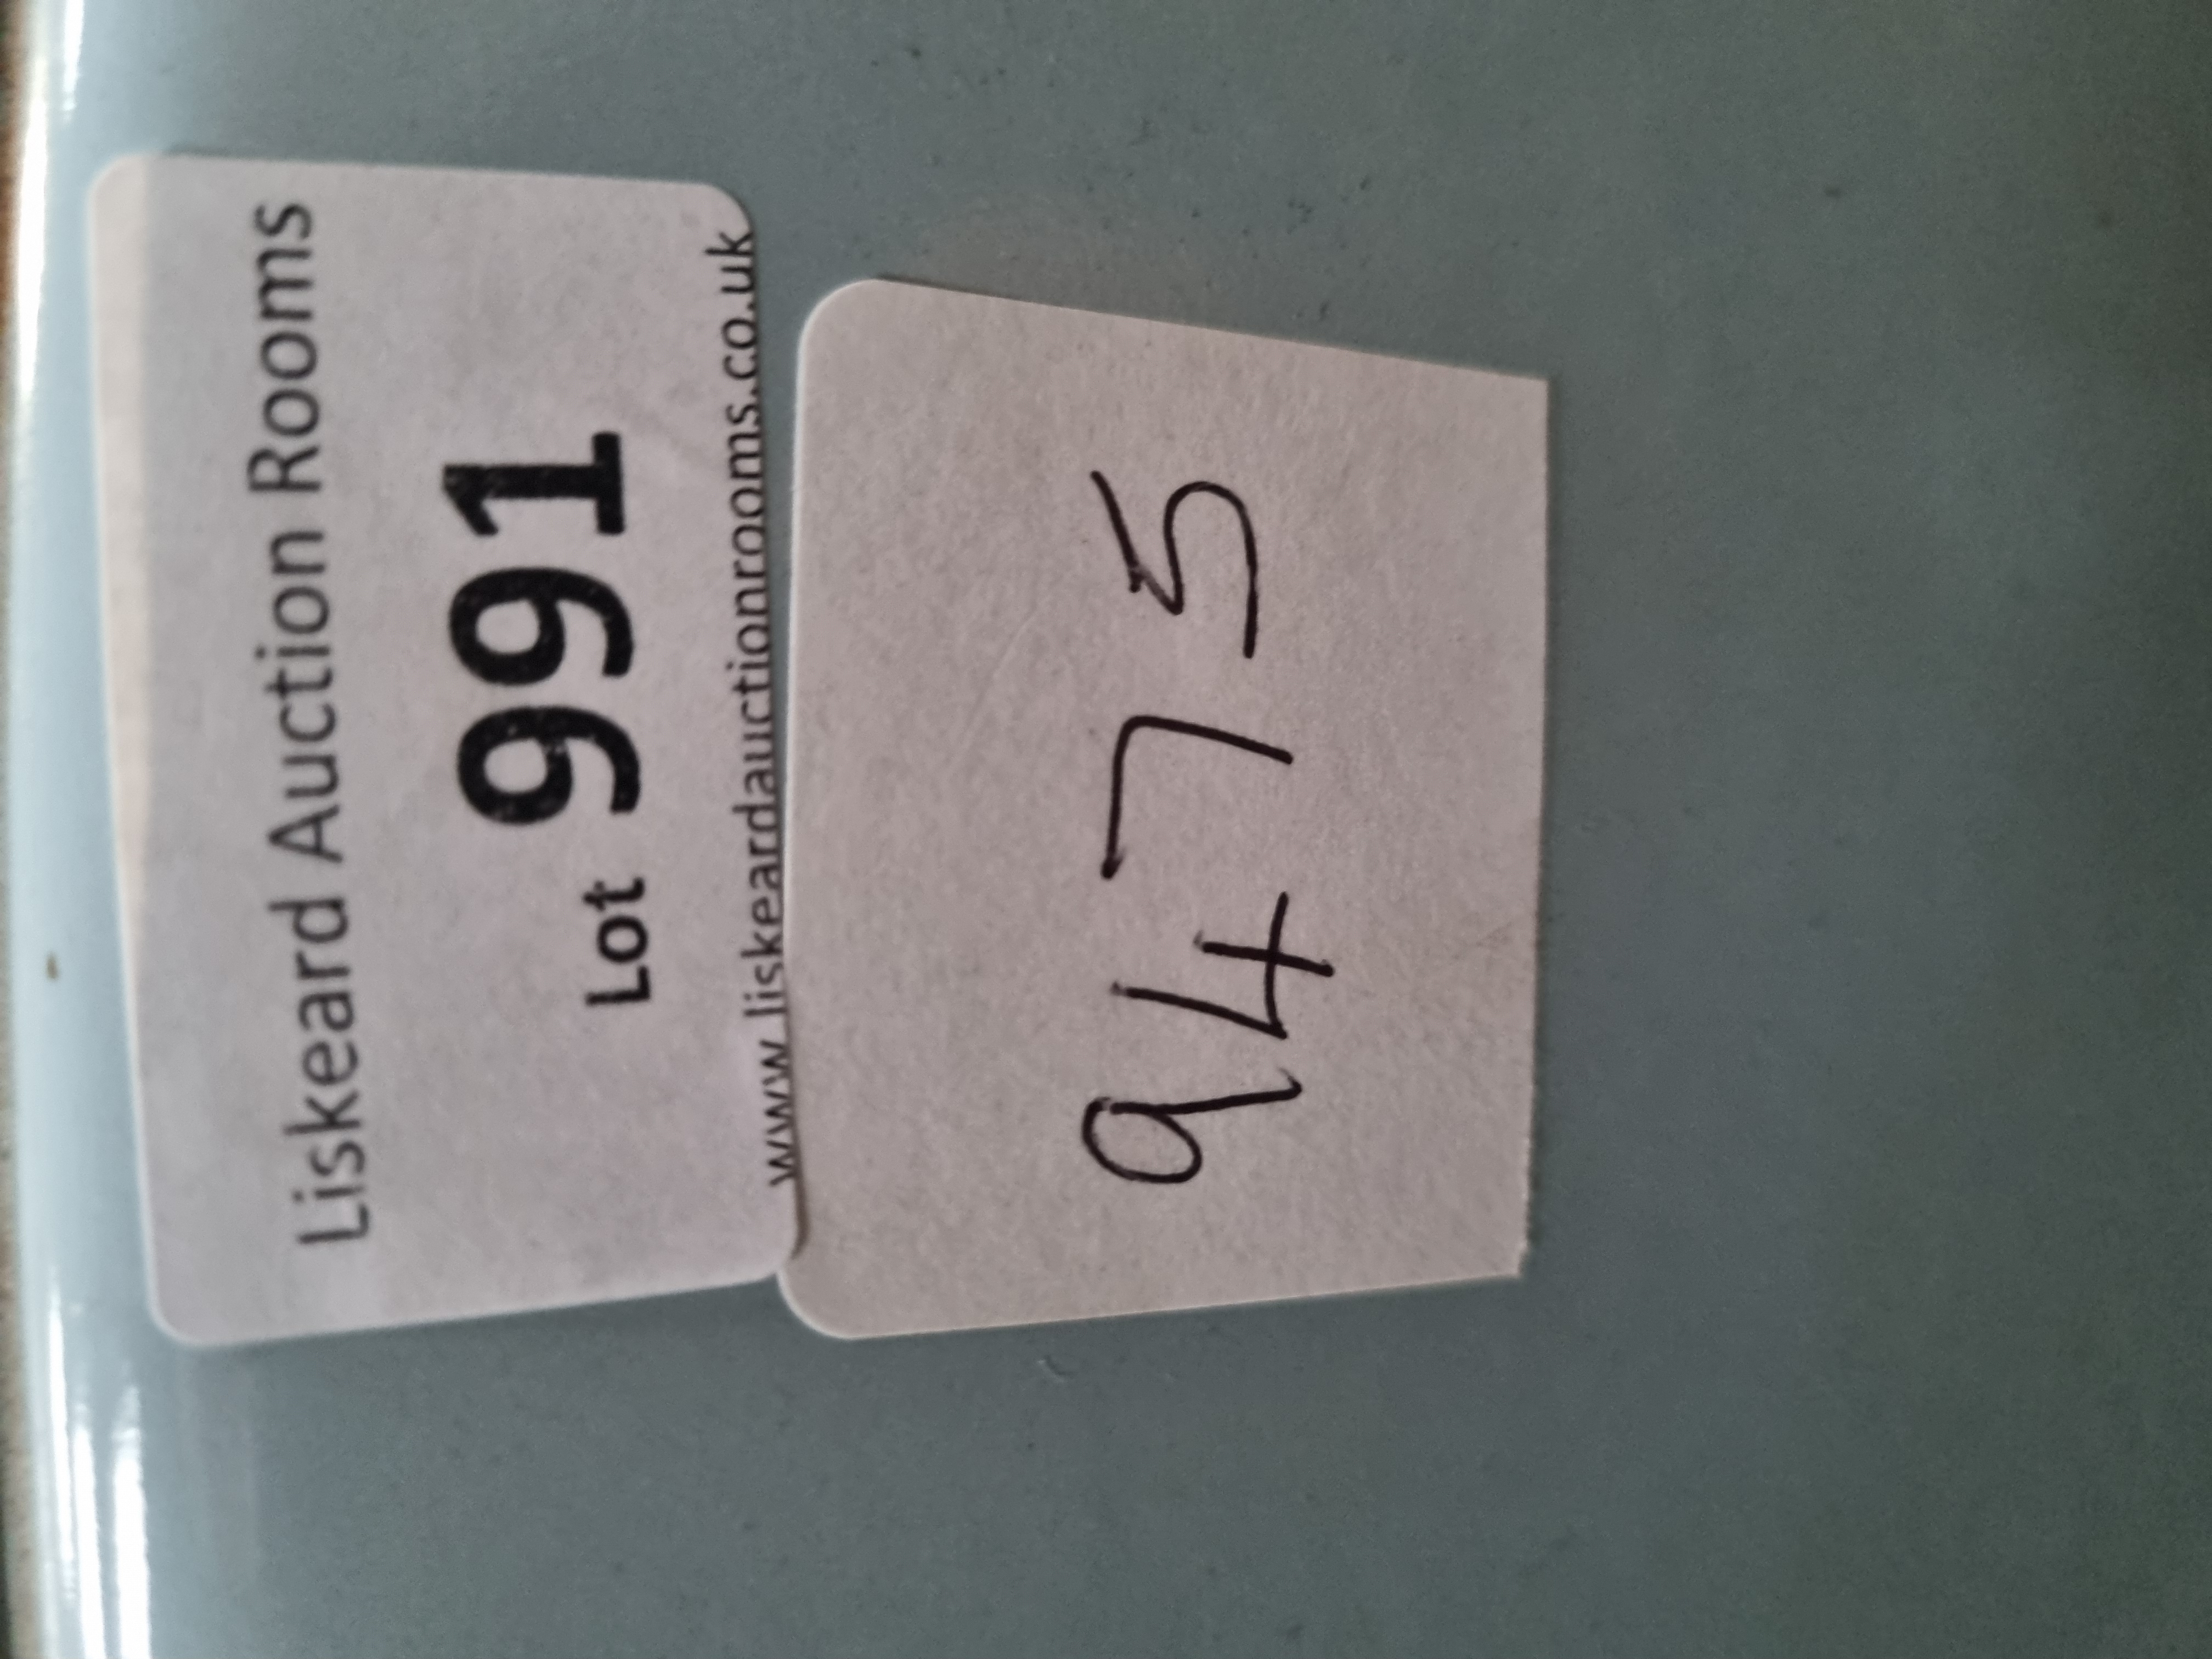 Liskeard Auction Rooms
Lot 991
www.liskeardauctionrooms.co.uk
9475